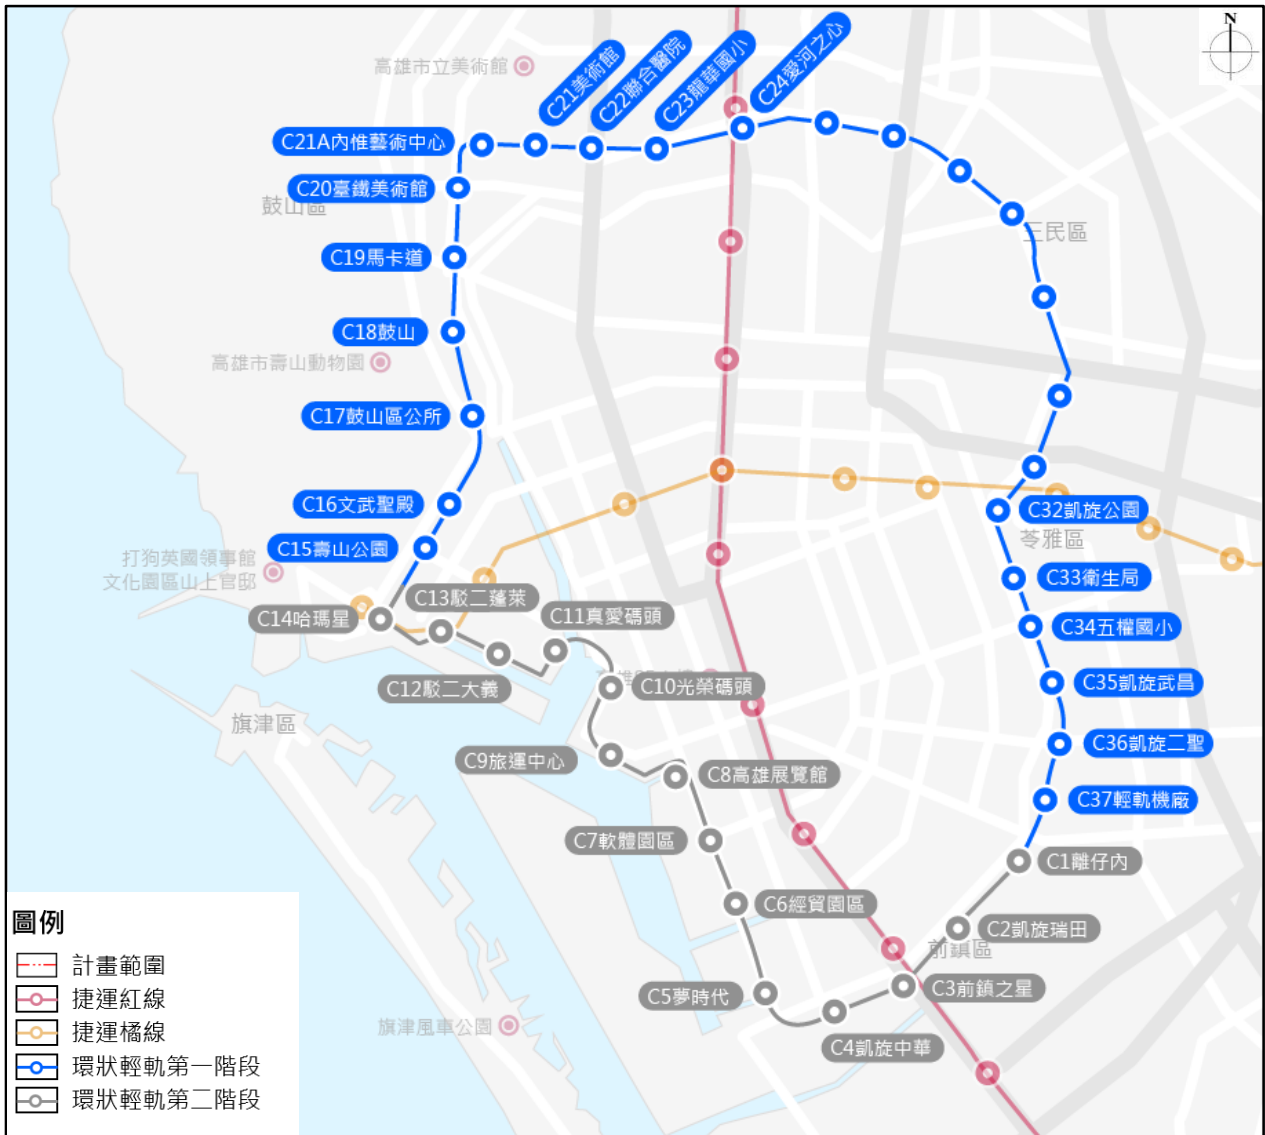 N
高雄市立美術館
C21美術館
C22聯合醫院
C23龍華國小
C24愛河之心
C21A內惟藝術中心
C20臺鐵美術館
鼓山區
三民區
C19馬卡道
C18鼓山
高雄市壽山動物園
C17鼓山區公所
C16文武聖殿
C32凱旋公園
苓雅區
C15壽山公園
打狗英國領事館
文化園區山上官邸
C33衛生局
C13駁二蓬萊
C14哈瑪星
C11真愛碼頭
C34五權國小
C12駁二大義
C10光榮碼頭
C35凱旋武昌
旗津區
C36凱旋二聖
C9旅運中心
C8高雄展覽館
C37輕軌機廠
C7軟體園區
C1籬仔內
C6經貿園區
C2凱旋瑞田
前鎮區
C3前鎮之星
C5夢時代
旗津風車公園
C4凱旋中華
圖例
計畫範圍
捷運紅線
捷運橘線
環狀輕軌第一階段
環狀輕軌第二階段